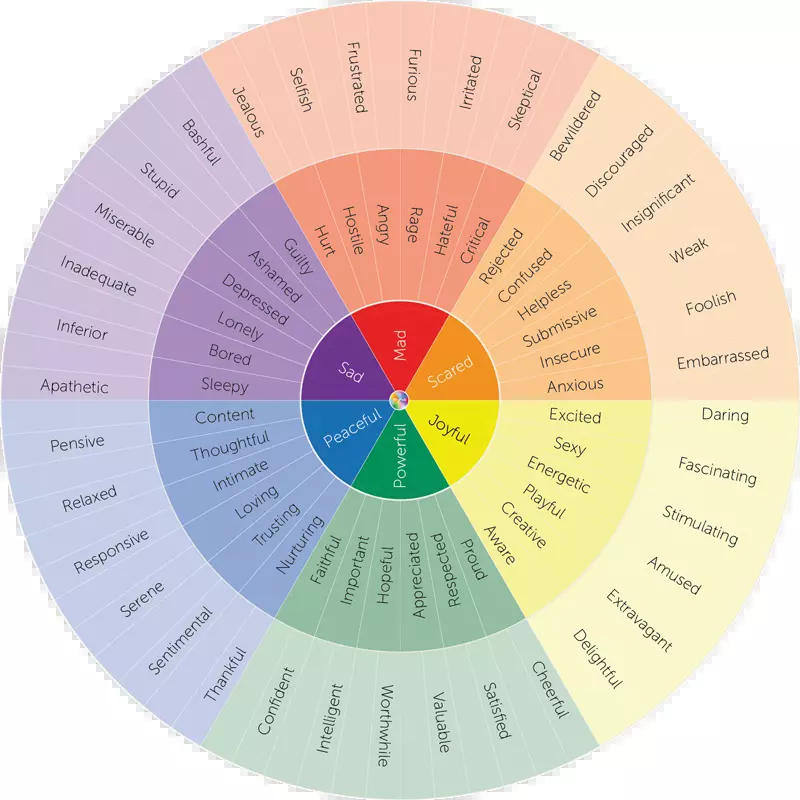 Mad
Scared
Joyful
Powerful
Peaceful
Sad
Hurt
Hostile
Angry
Rage
Hateful
Critical
Rejected
Confused
Helpless
Submissive
Insecure
Anxious
Excited
Sexy
Energetic
Playful
Creative
Aware
Proud
Respected
Appreciated
Hopeful
Important
Faithful
Nurturing
Trusting
Loving
Intimate
Thoughtful
Content
Sleepy
Bored
Lonely
Depressed
Ashamed
Guilty
Jealous
Selfish
Frustrated
Furious
Irritated
Skeptical
Bewildered
Discouraged
Insignificant
Weak
Foolish
Embarrassed
Daring
Fascinating
Stimulating
Amused
Extravagant
Delightful
Cheerful
Satisfied
Valuable
Worthwhile
Intelligent
Confident
Thankful
Sentimental
Serene
Responsive
Relaxed
Pensive
Apathetic
Inferior
Inadequate
Miserable
Stupid
Bashful